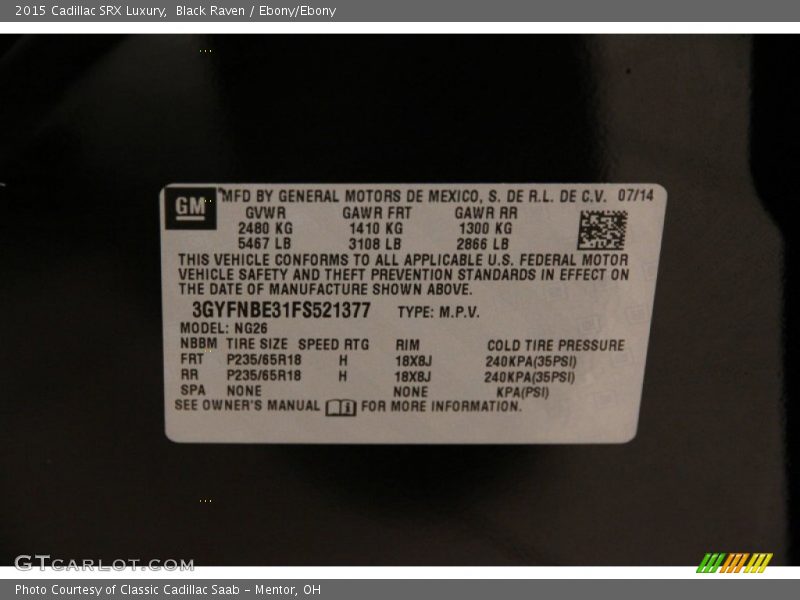 2015 Cadillac SRX Luxury, Black Raven / Ebony/Ebony
GM MFD BY GENERAL MOTORS DE MEXICO, S. DE R.L. DE C.V. 07/14
GVWR GAWR FRT GAWR RR
2480 KG 1410 KG 1300 KG
5467 LB 3108 LB 2866 LB
THIS VEHICLE CONFORMS TO ALL APPLICABLE U.S. FEDERAL MOTOR
VEHICLE SAFETY AND THEFT PREVENTION STANDARDS IN EFFECT ON
THE DATE OF MANUFACTURE SHOWN ABOVE.
3GYFNBE31FS521377 TYPE: M.P.V.
MODEL: NG26
NBBM TIRE SIZE SPEED RTG RIM COLD TIRE PRESSURE
FRT P235/65R18 H 18X8J 240KPA(35PSI)
RR P235/65R18 H 18X8J 240KPA(35PSI)
SPA NONE NONE KPA(PSI)
SEE OWNER'S MANUAL FOR MORE INFORMATION.
GTCARLOT.COM
Photo Courtesy of Classic Cadillac Saab - Mentor, OH